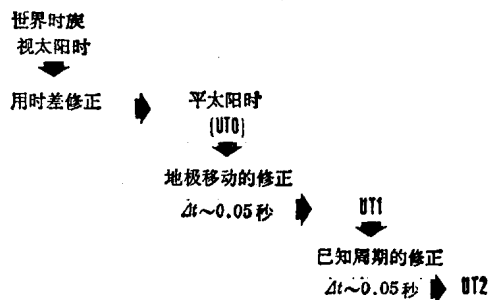 世界时族
视太阳时
用时差修正
平太阳时
(UT0)
地极移动的修正
Δt～0.05秒
UT1
已知周期的修正
Δt～0.05秒
UT2